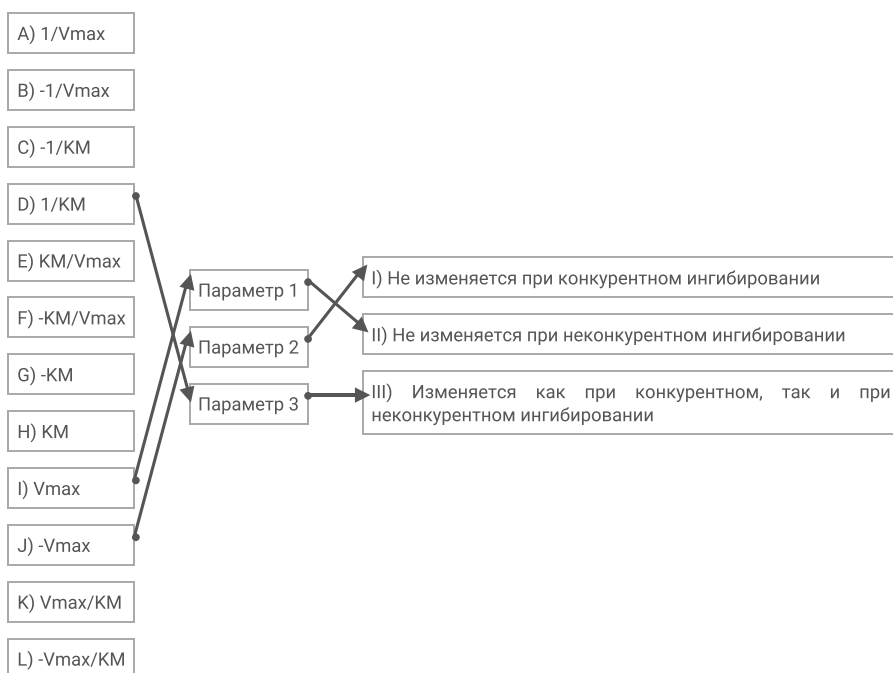 A) 1/Vmax
B) -1/Vmax
C) -1/KM
D) 1/KM
E) KM/Vmax
F) -KM/Vmax
G) -KM
H) KM
I) Vmax
J) -Vmax
K) Vmax/KM
L) -Vmax/KM
Параметр 1
Параметр 2
Параметр 3
I) Не изменяется при конкурентном ингибировании
II) Не изменяется при неконкурентном ингибировании
III) Изменяется как при конкурентном, так и при
неконкурентном ингибировании